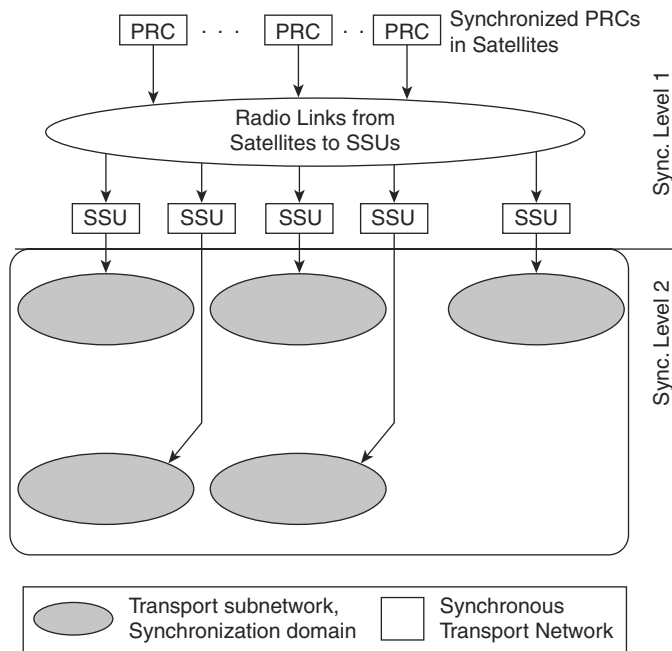 PRC . . . PRC . . PRC
Synchronized PRCs
in Satellites
Radio Links from
Satellites to SSUs
SSU SSU SSU SSU SSU
Sync. Level 1
Sync. Level 2
Transport subnetwork,
Synchronization domain
Synchronous
Transport Network